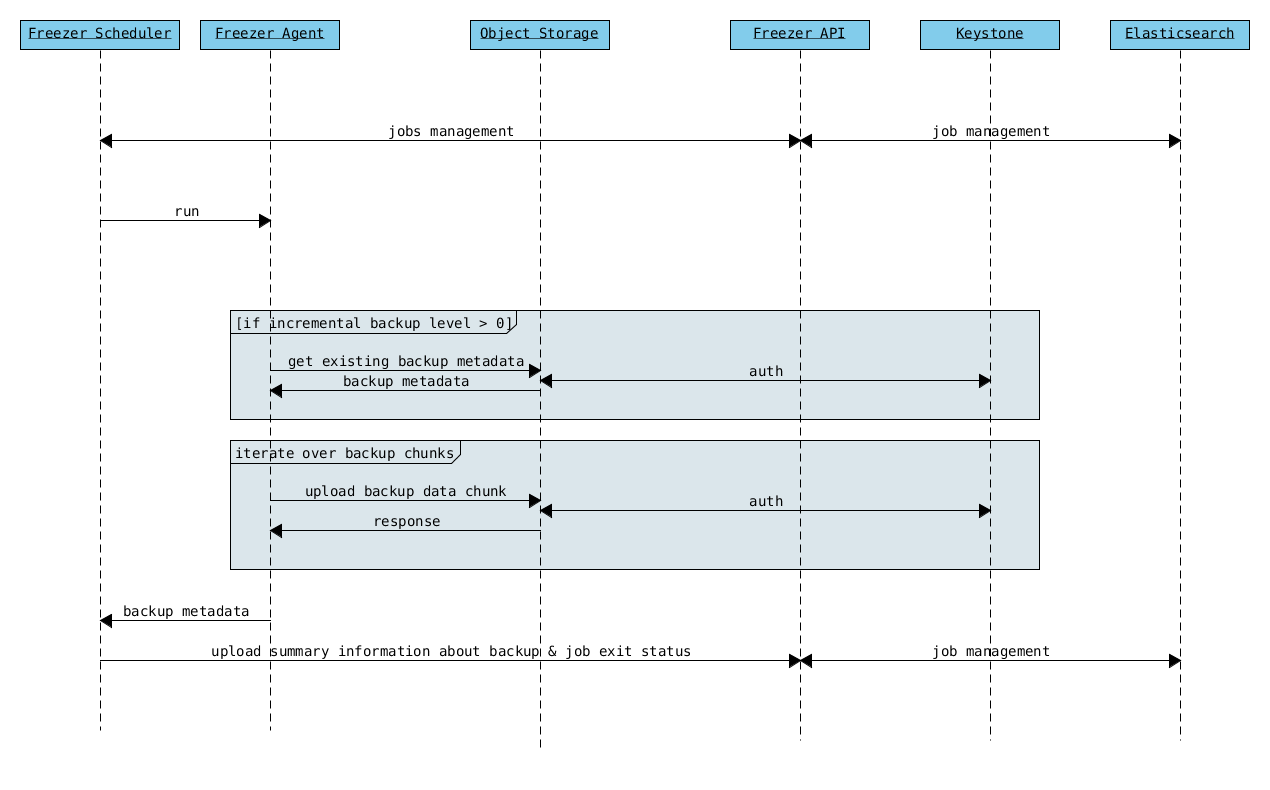 Freezer Scheduler
Freezer Agent
Object Storage
Freezer API
Keystone
Elasticsearch
jobs management
job management
run
[if incremental backup level > 0]
get existing backup metadata
auth
backup metadata
iterate over backup chunks
upload backup data chunk
auth
response
backup metadata
upload summary information about backup & job exit status
job management